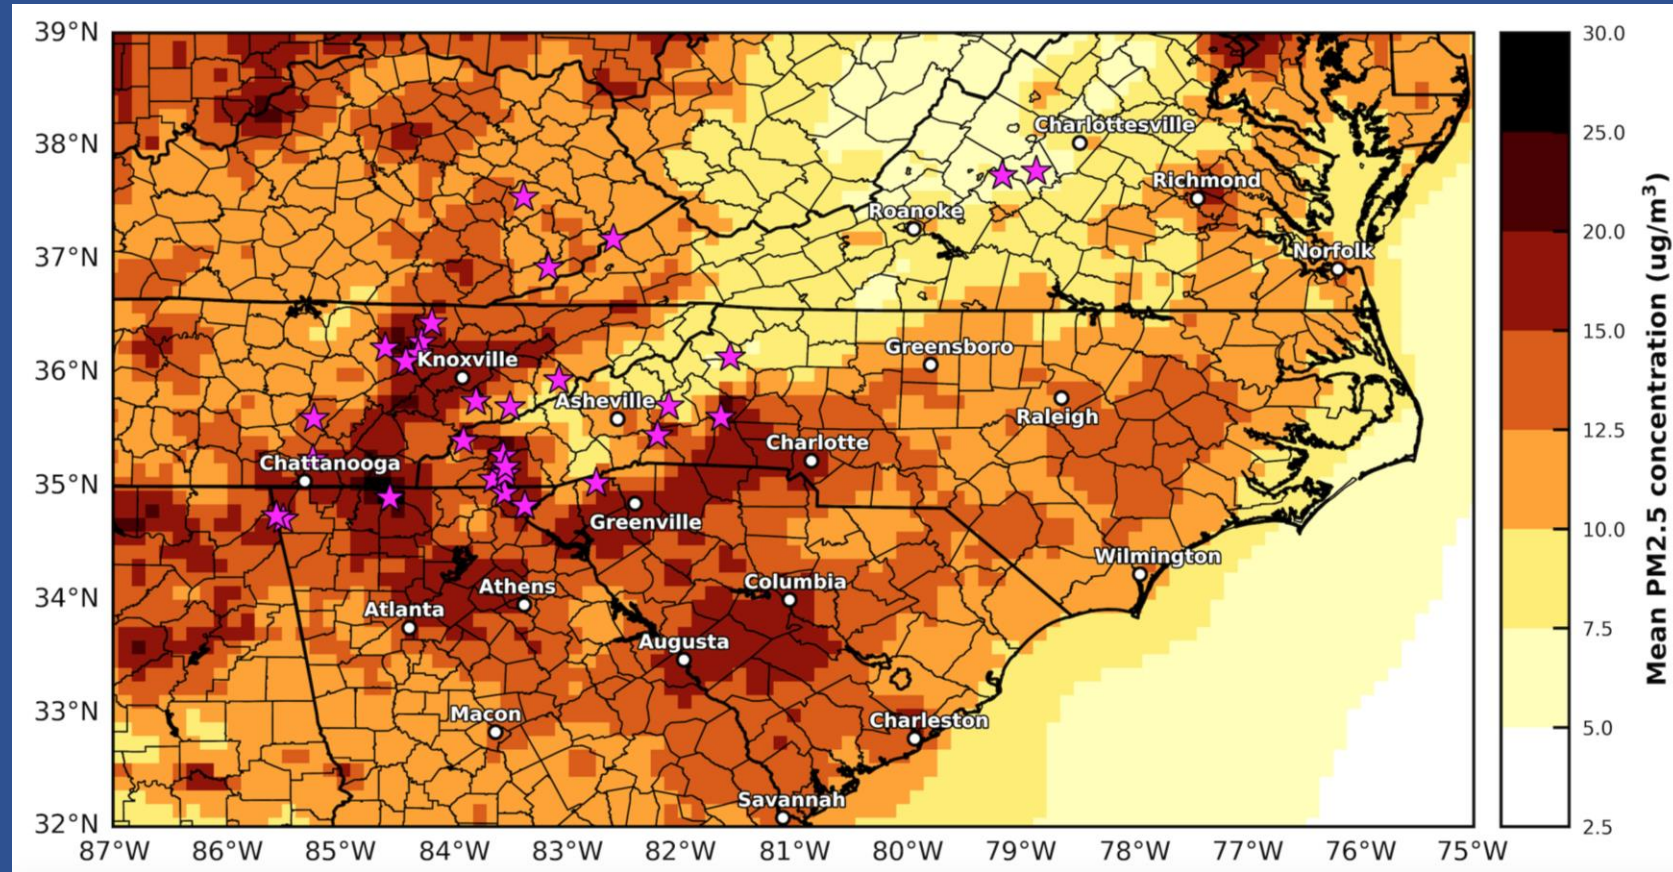 39°N
38°N
37°N
36°N
35°N
34°N
33°N
32°N
87°W 86°W 85°W 84°W 83°W 82°W 81°W 80°W 79°W 78°W 77°W 76°W 75°W
Charlottesville
Richmond
Roanoke
Norfolk
Greensboro
Knoxville
Asheville
Raleigh
Charlotte
Chattanooga
Greenville
Wilmington
Columbia
Athens
Atlanta
Augusta
Macon
Charleston
Savannah
30.0
25.0
20.0
15.0
12.5
10.0
7.5
5.0
2.5
Mean PM2.5 concentration (ug/m³)